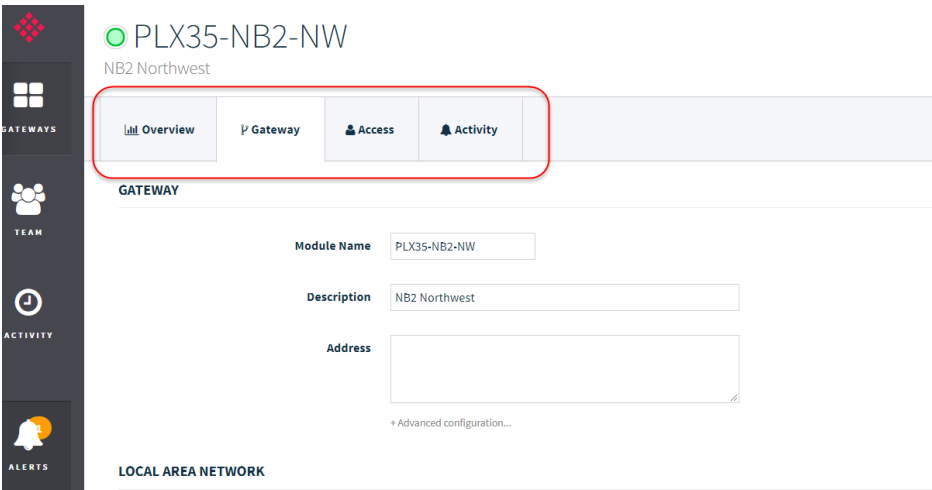 PLX35-NB2-NW
NB2 Northwest
GATEWAYS
TEAM
ACTIVITY
ALERTS
Overview
Gateway
Access
Activity
GATEWAY
Module Name
PLX35-NB2-NW
Description
NB2 Northwest
Address
+ Advanced configuration...
LOCAL AREA NETWORK